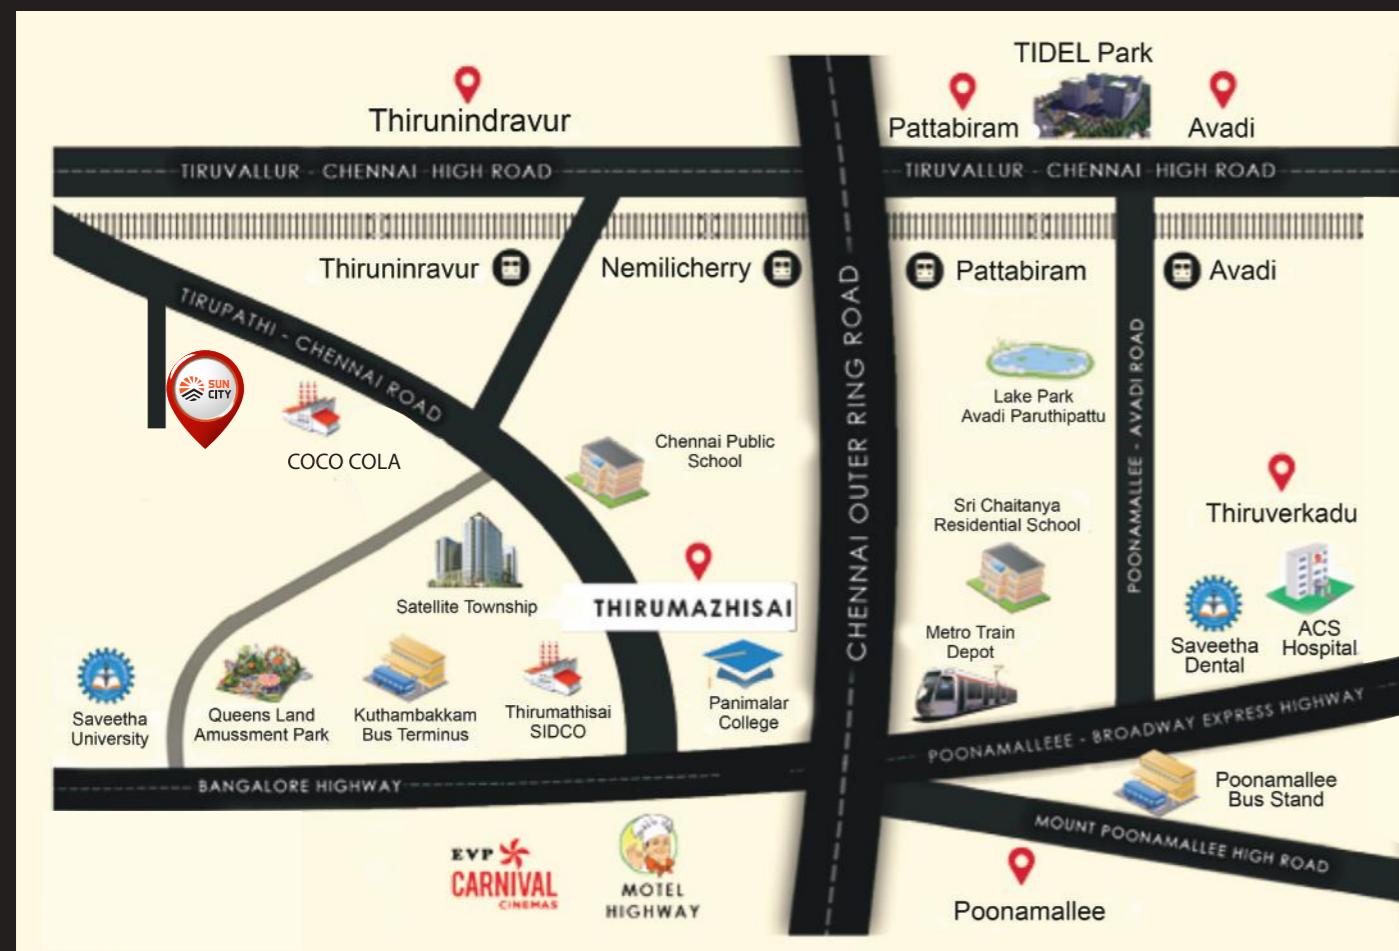 TIDEL Park
Thirunindravur
Pattabiram
Avadi
TIRUVALLUR - CHENNAI HIGH ROAD
TIRUVALLUR - CHENNAI HIGH ROAD
Thiruninravur
Nemilicherry
Pattabiram
Avadi
TIRUPATHI - CHENNAI ROAD
CHENNAI OUTER RING ROAD
POONAMALLEE - AVADI ROAD
SUN
CITY
COCO COLA
Lake Park
Avadi Paruthipattu
Chennai Public
School
Sri Chaitanya
Residential School
Thiruverkadu
Satellite Township
THIRUMAZHISAI
Metro Train
Depot
Saveetha
Dental
ACS
Hospital
Saveetha
University
Queens Land
Amussment Park
Kuthambakkam
Bus Terminus
Thirumathisai
SIDCO
Panimalar
College
BANGALORE HIGHWAY
POONAMALLEEE - BROADWAY EXPRESS HIGHWAY
Poonamallee
Bus Stand
MOUNT POONAMALLEE HIGH ROAD
EVP
CARNIVAL
CINEMAS
MOTEL
HIGHWAY
Poonamallee